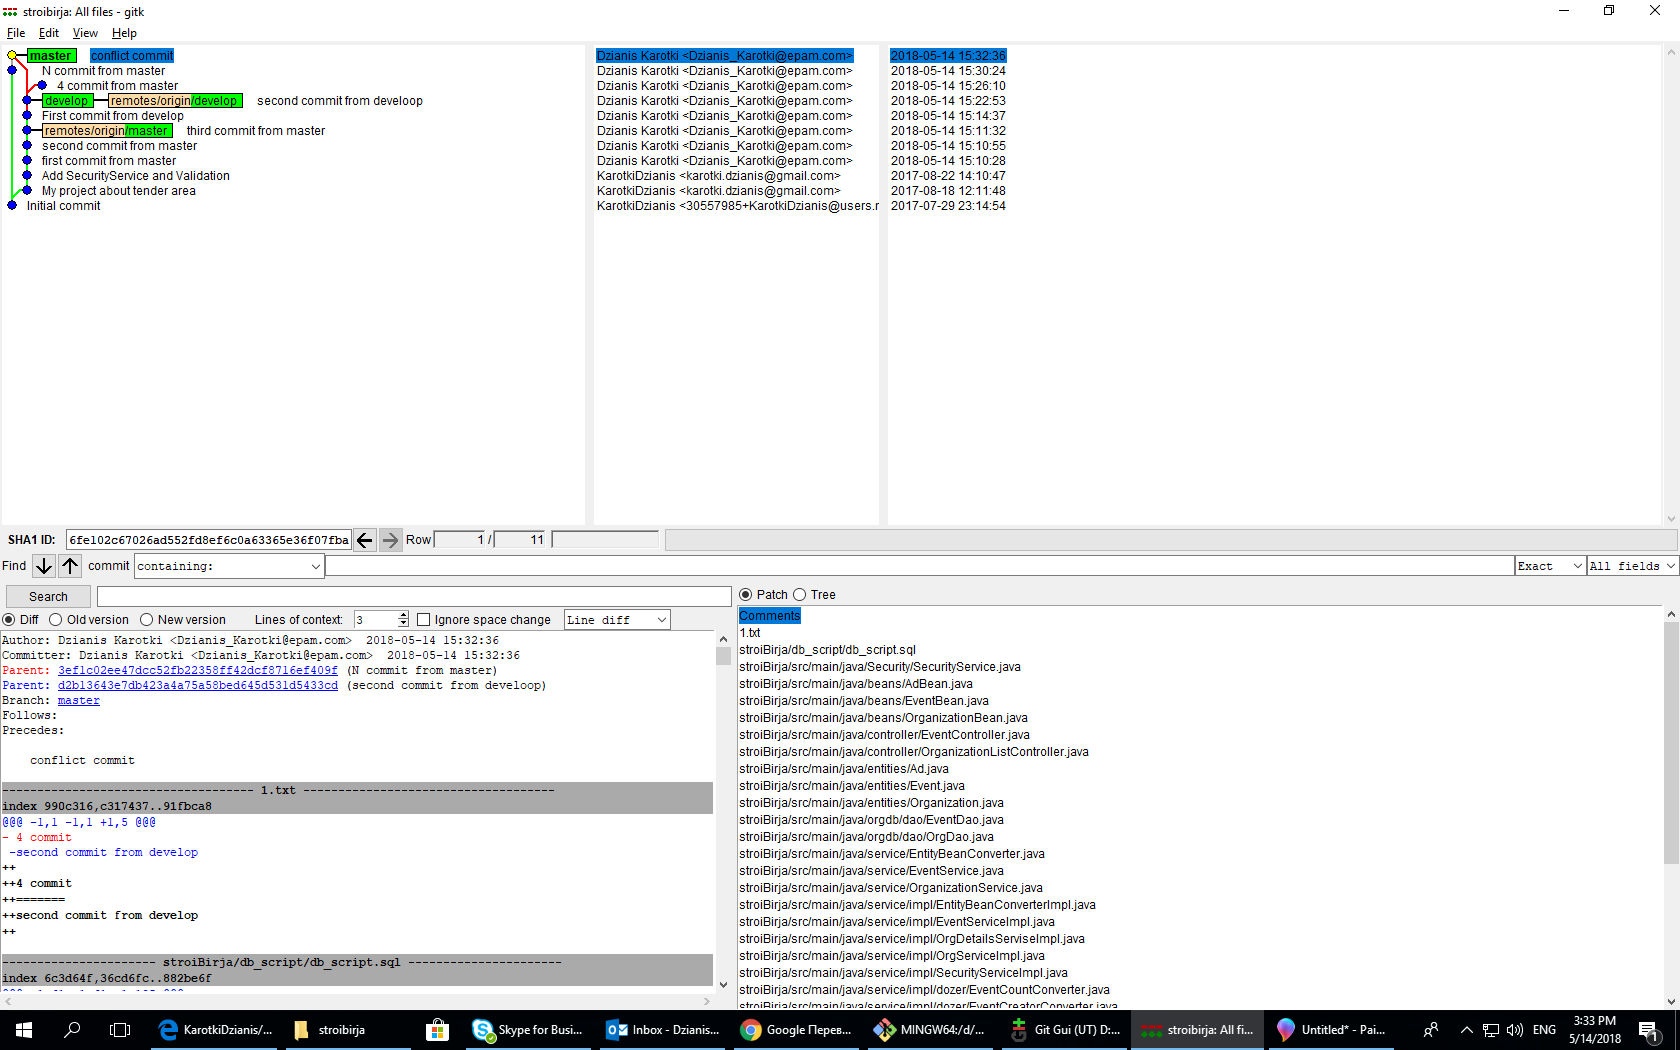 stroibirja: All files - gitk
File Edit View Help
master conflict commit Dzianis Karotki <Dzianis_Karotki@epam.com> 2018-05-14 15:32:36
N commit from master Dzianis Karotki <Dzianis_Karotki@epam.com> 2018-05-14 15:30:24
4 commit from master Dzianis Karotki <Dzianis_Karotki@epam.com> 2018-05-14 15:26:10
develop remotes/origin/develop second commit from develoop Dzianis Karotki <Dzianis_Karotki@epam.com> 2018-05-14 15:22:53
First commit from develop Dzianis Karotki <Dzianis_Karotki@epam.com> 2018-05-14 15:14:37
remotes/origin/master third commit from master Dzianis Karotki <Dzianis_Karotki@epam.com> 2018-05-14 15:11:32
second commit from master Dzianis Karotki <Dzianis_Karotki@epam.com> 2018-05-14 15:10:55
first commit from master Dzianis Karotki <Dzianis_Karotki@epam.com> 2018-05-14 15:10:28
Add SecurityService and Validation KarotkiDzianis <karotki.dzianis@gmail.com> 2017-08-22 14:10:47
My project about tender area KarotkiDzianis <karotki.dzianis@gmail.com> 2017-08-18 12:11:48
Initial commit KarotkiDzianis <30557985+KarotkiDzianis@users.r 2017-07-29 23:14:54
SHA1 ID: 6fe102c67026ad552fd8ef6c0a63365e36f07fba Row 1 / 11
Find commit containing: Exact All fields
Search
Diff Old version New version Lines of context: 3 Ignore space change Line diff
Author: Dzianis Karotki <Dzianis_Karotki@epam.com> 2018-05-14 15:32:36
Committer: Dzianis Karotki <Dzianis_Karotki@epam.com> 2018-05-14 15:32:36
Parent: 3ef1c02ee47dcc52fb22358ff42dcf8716ef409f (N commit from master)
Parent: d2b13643e7db423a4a75a58bed645d531d5433cd (second commit from develoop)
Branch: master
Follows:
Precedes:
conflict commit
------------------------------------ 1.txt ------------------------------------
index 990c316,c317437..91fbca8
@@@ -1,1 -1,1 +1,5 @@@
- 4 commit
 -second commit from develop
++
++4 commit
++=======
++second commit from develop
++
---------------------- stroiBirja/db_script/db_script.sql ----------------------
index 6c3d64f,36cd6fc..882be6f
Patch Tree
Comments
1.txt
stroiBirja/db_script/db_script.sql
stroiBirja/src/main/java/Security/SecurityService.java
stroiBirja/src/main/java/beans/AdBean.java
stroiBirja/src/main/java/beans/EventBean.java
stroiBirja/src/main/java/beans/OrganizationBean.java
stroiBirja/src/main/java/controller/EventController.java
stroiBirja/src/main/java/controller/OrganizationListController.java
stroiBirja/src/main/java/entities/Ad.java
stroiBirja/src/main/java/entities/Event.java
stroiBirja/src/main/java/entities/Organization.java
stroiBirja/src/main/java/orgdb/dao/EventDao.java
stroiBirja/src/main/java/orgdb/dao/OrgDao.java
stroiBirja/src/main/java/service/EntityBeanConverter.java
stroiBirja/src/main/java/service/EventService.java
stroiBirja/src/main/java/service/OrganizationService.java
stroiBirja/src/main/java/service/impl/EntityBeanConverterImpl.java
stroiBirja/src/main/java/service/impl/EventServiceImpl.java
stroiBirja/src/main/java/service/impl/OrgDetailsServiseImpl.java
stroiBirja/src/main/java/service/impl/OrgServiceImpl.java
stroiBirja/src/main/java/service/impl/SecurityServiceImpl.java
stroiBirja/src/main/java/service/impl/dozer/EventCountConverter.java
stroiBirja/src/main/java/service/impl/dozer/EventCreatorConverter.java
KarotkiDzianis/... stroibirja Skype for Busi... Inbox - Dzianis... Google Перев... MINGW64:/d/... Git Gui (UT) D:... stroibirja: All fi... Untitled* - Pai... ENG 3:33 PM
5/14/2018 1